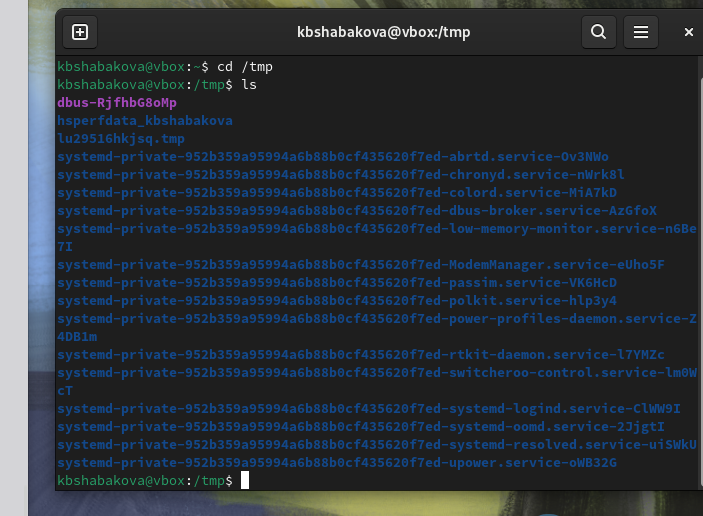 kbshabakova@vbox:/tmp
kbshabakova@vbox:~$ cd /tmp
kbshabakova@vbox:/tmp$ ls
dbus-RjfhbG8oMp
hsperfdata_kbshabakova
lu29516hkjsq.tmp
systemd-private-952b359a95994a6b88b0cf435620f7ed-abrtd.service-Ov3NWo
systemd-private-952b359a95994a6b88b0cf435620f7ed-chronyd.service-nWrk8l
systemd-private-952b359a95994a6b88b0cf435620f7ed-colord.service-MiA7kD
systemd-private-952b359a95994a6b88b0cf435620f7ed-dbus-broker.service-AzGfoX
systemd-private-952b359a95994a6b88b0cf435620f7ed-low-memory-monitor.service-n6Be
7I
systemd-private-952b359a95994a6b88b0cf435620f7ed-ModemManager.service-eUho5F
systemd-private-952b359a95994a6b88b0cf435620f7ed-passim.service-VK6HcD
systemd-private-952b359a95994a6b88b0cf435620f7ed-polkit.service-hlp3y4
systemd-private-952b359a95994a6b88b0cf435620f7ed-power-profiles-daemon.service-Z
4DB1m
systemd-private-952b359a95994a6b88b0cf435620f7ed-rtkit-daemon.service-l7YMZc
systemd-private-952b359a95994a6b88b0cf435620f7ed-switcheroo-control.service-lm0W
cT
systemd-private-952b359a95994a6b88b0cf435620f7ed-systemd-logind.service-ClWW9I
systemd-private-952b359a95994a6b88b0cf435620f7ed-systemd-oomd.service-2JjgtI
systemd-private-952b359a95994a6b88b0cf435620f7ed-systemd-resolved.service-uiSWkU
systemd-private-952b359a95994a6b88b0cf435620f7ed-upower.service-oWB32G
kbshabakova@vbox:/tmp$